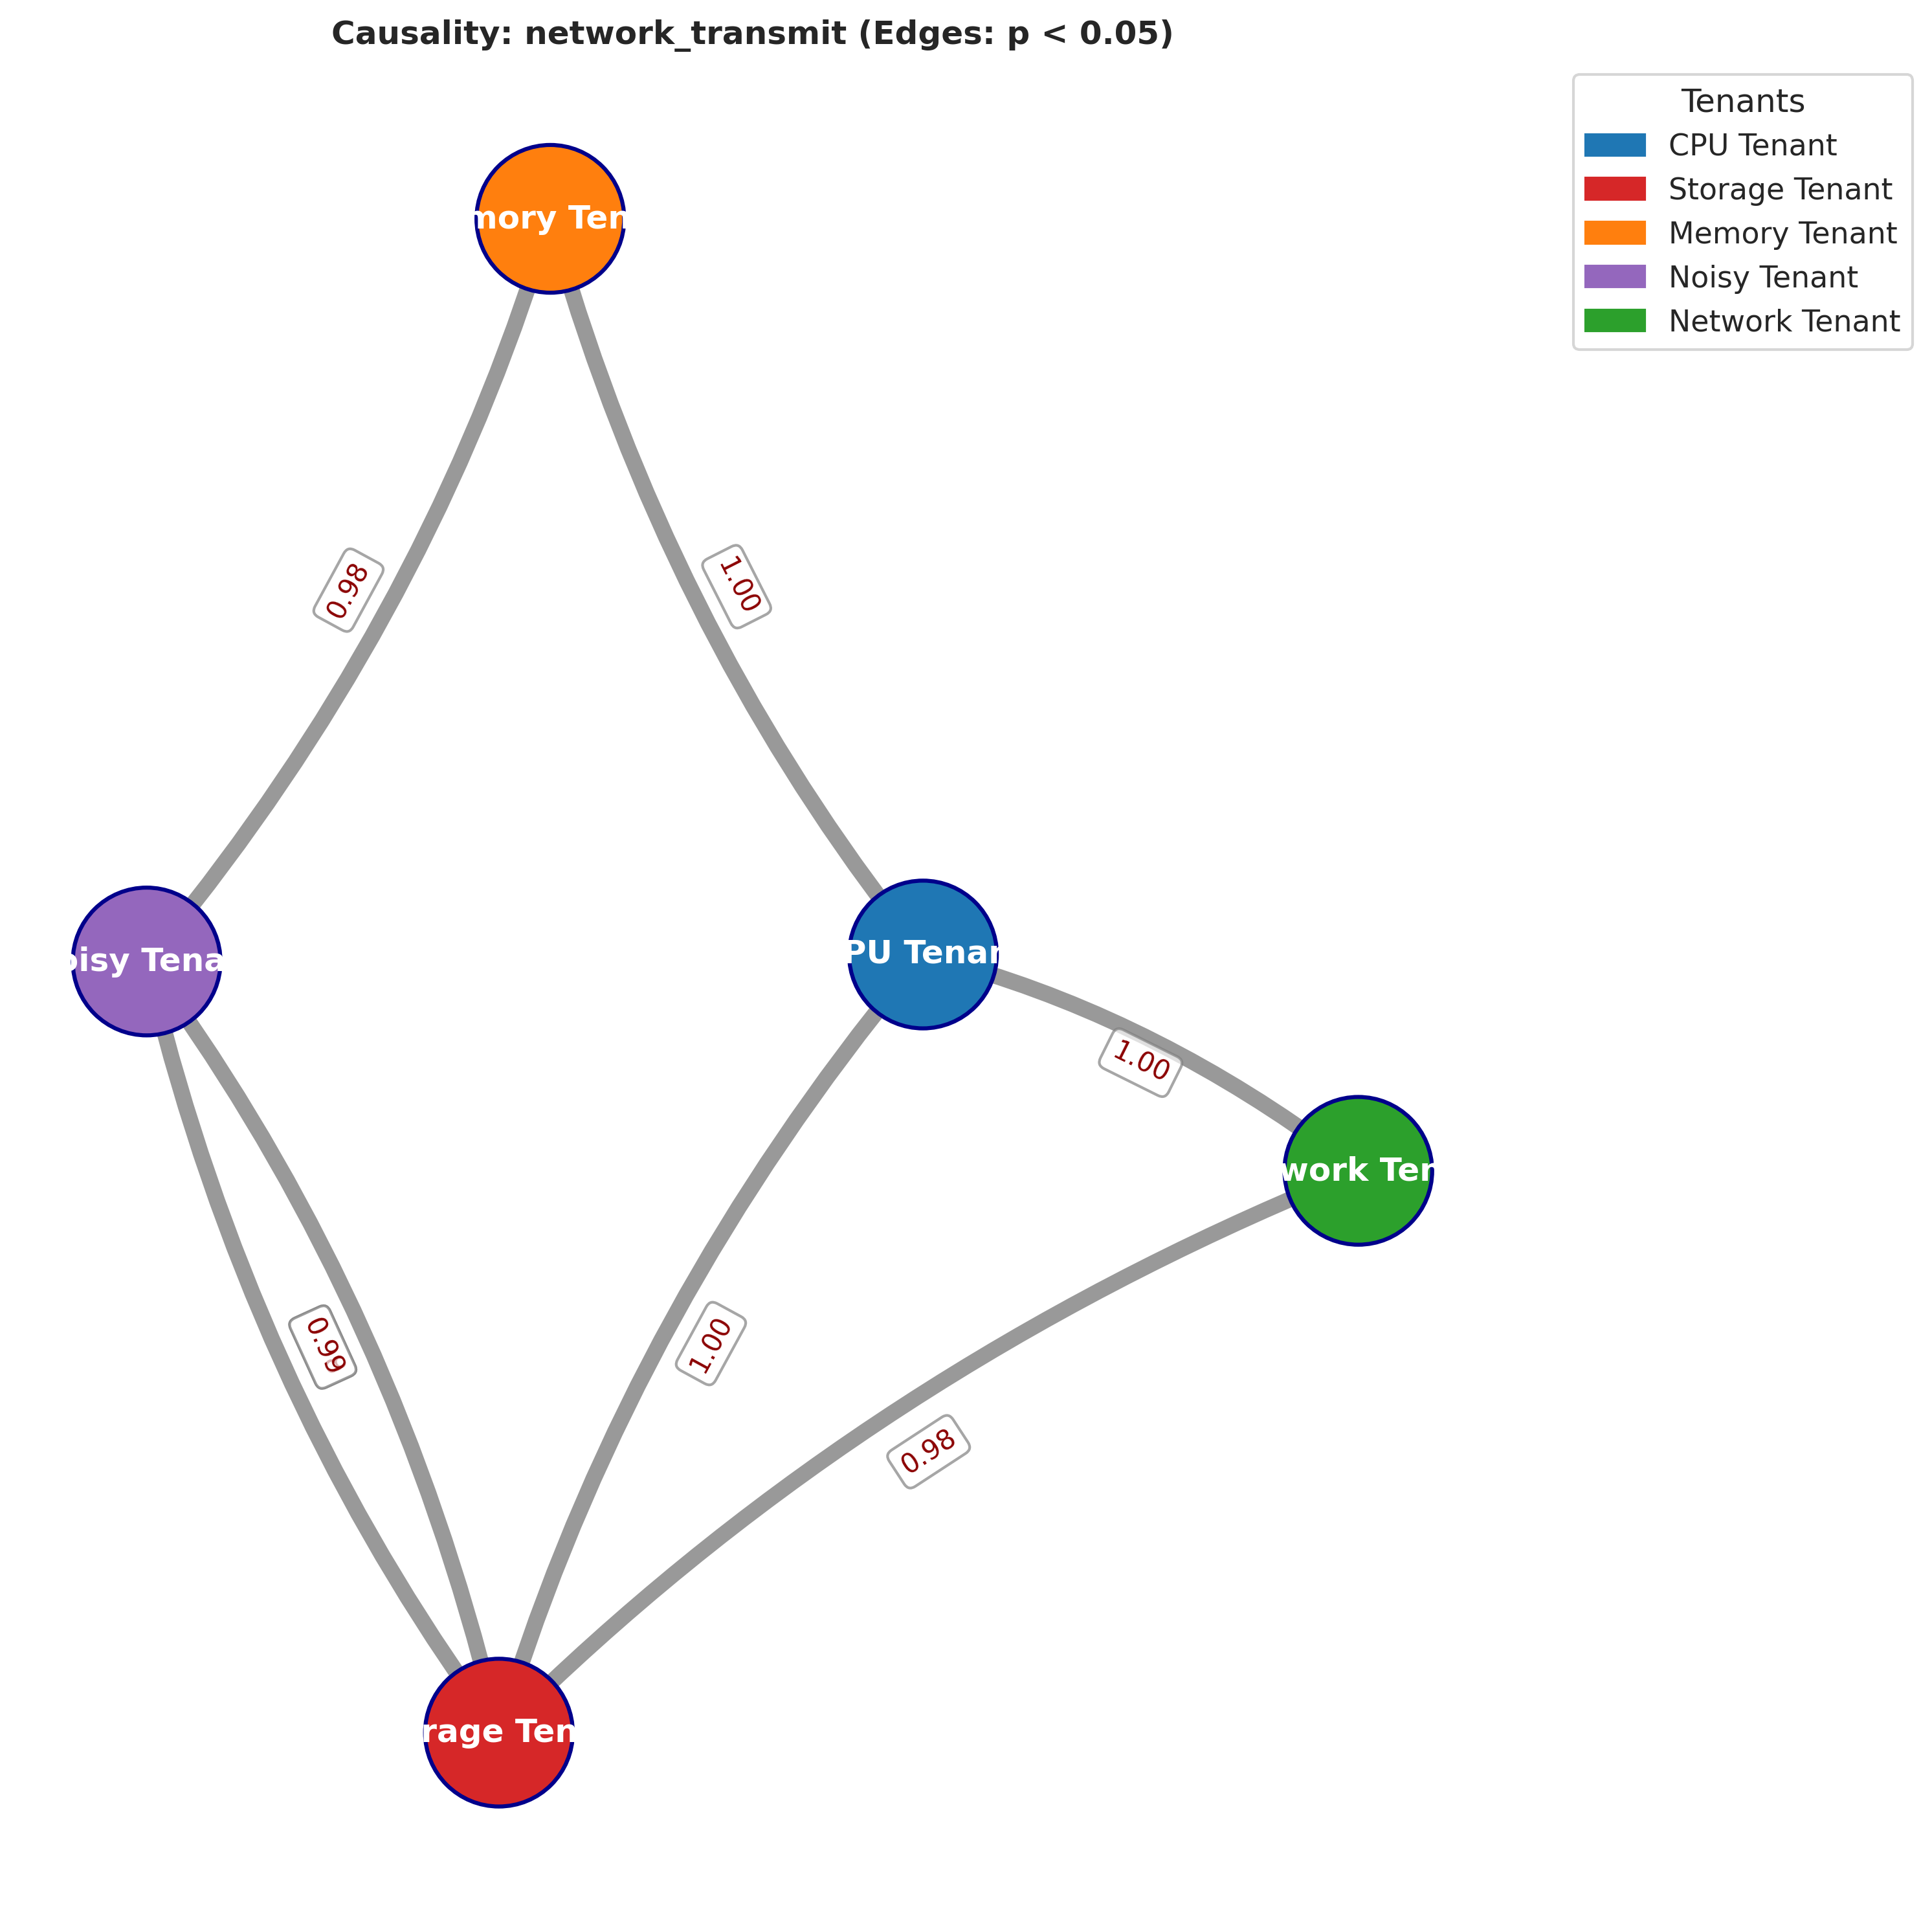 Causality: network_transmit (Edges: p < 0.05)
Tenants
CPU Tenant
Storage Tenant
Memory Tenant
Noisy Tenant
Network Tenant
mory Ten
0.98
1.00
oisy Tena
PU Tenan
1.00
work Ten
0.99
1.00
0.98
rage Ten